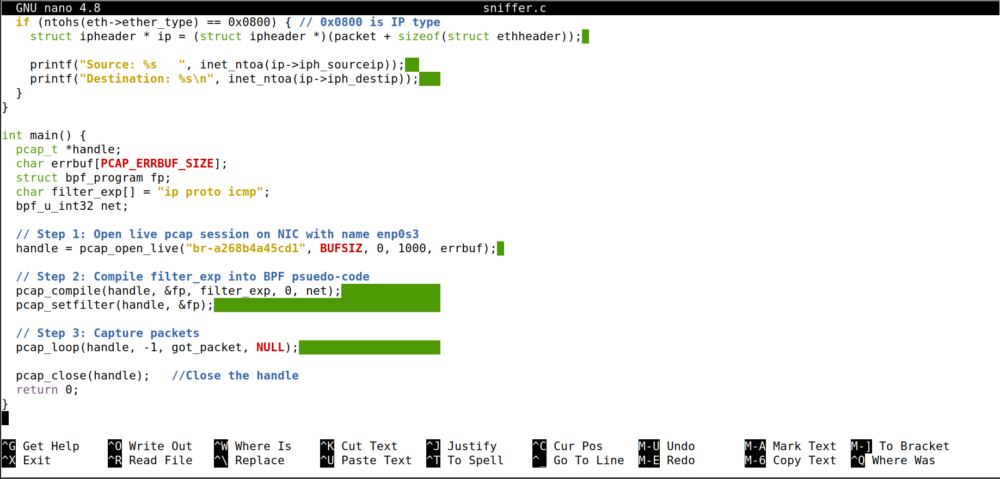 GNU nano 4.8 sniffer.c
  if (ntohs(eth->ether_type) == 0x0800) { // 0x0800 is IP type
    struct ipheader * ip = (struct ipheader *)(packet + sizeof(struct ethheader));

    printf("Source: %s   ", inet_ntoa(ip->iph_sourceip));
    printf("Destination: %s\n", inet_ntoa(ip->iph_destip));
  }
}

int main() {
  pcap_t *handle;
  char errbuf[PCAP_ERRBUF_SIZE];
  struct bpf_program fp;
  char filter_exp[] = "ip proto icmp";
  bpf_u_int32 net;

  // Step 1: Open live pcap session on NIC with name enp0s3
  handle = pcap_open_live("br-a268b4a45cd1", BUFSIZ, 0, 1000, errbuf);

  // Step 2: Compile filter_exp into BPF psuedo-code
  pcap_compile(handle, &fp, filter_exp, 0, net);
  pcap_setfilter(handle, &fp);

  // Step 3: Capture packets
  pcap_loop(handle, -1, got_packet, NULL);

  pcap_close(handle);   //Close the handle
  return 0;
}

^G Get Help ^O Write Out ^W Where Is ^K Cut Text ^J Justify ^C Cur Pos M-U Undo M-A Mark Text M-] To Bracket
^X Exit ^R Read File ^\ Replace ^U Paste Text ^T To Spell ^_ Go To Line M-E Redo M-6 Copy Text ^Q Where Was